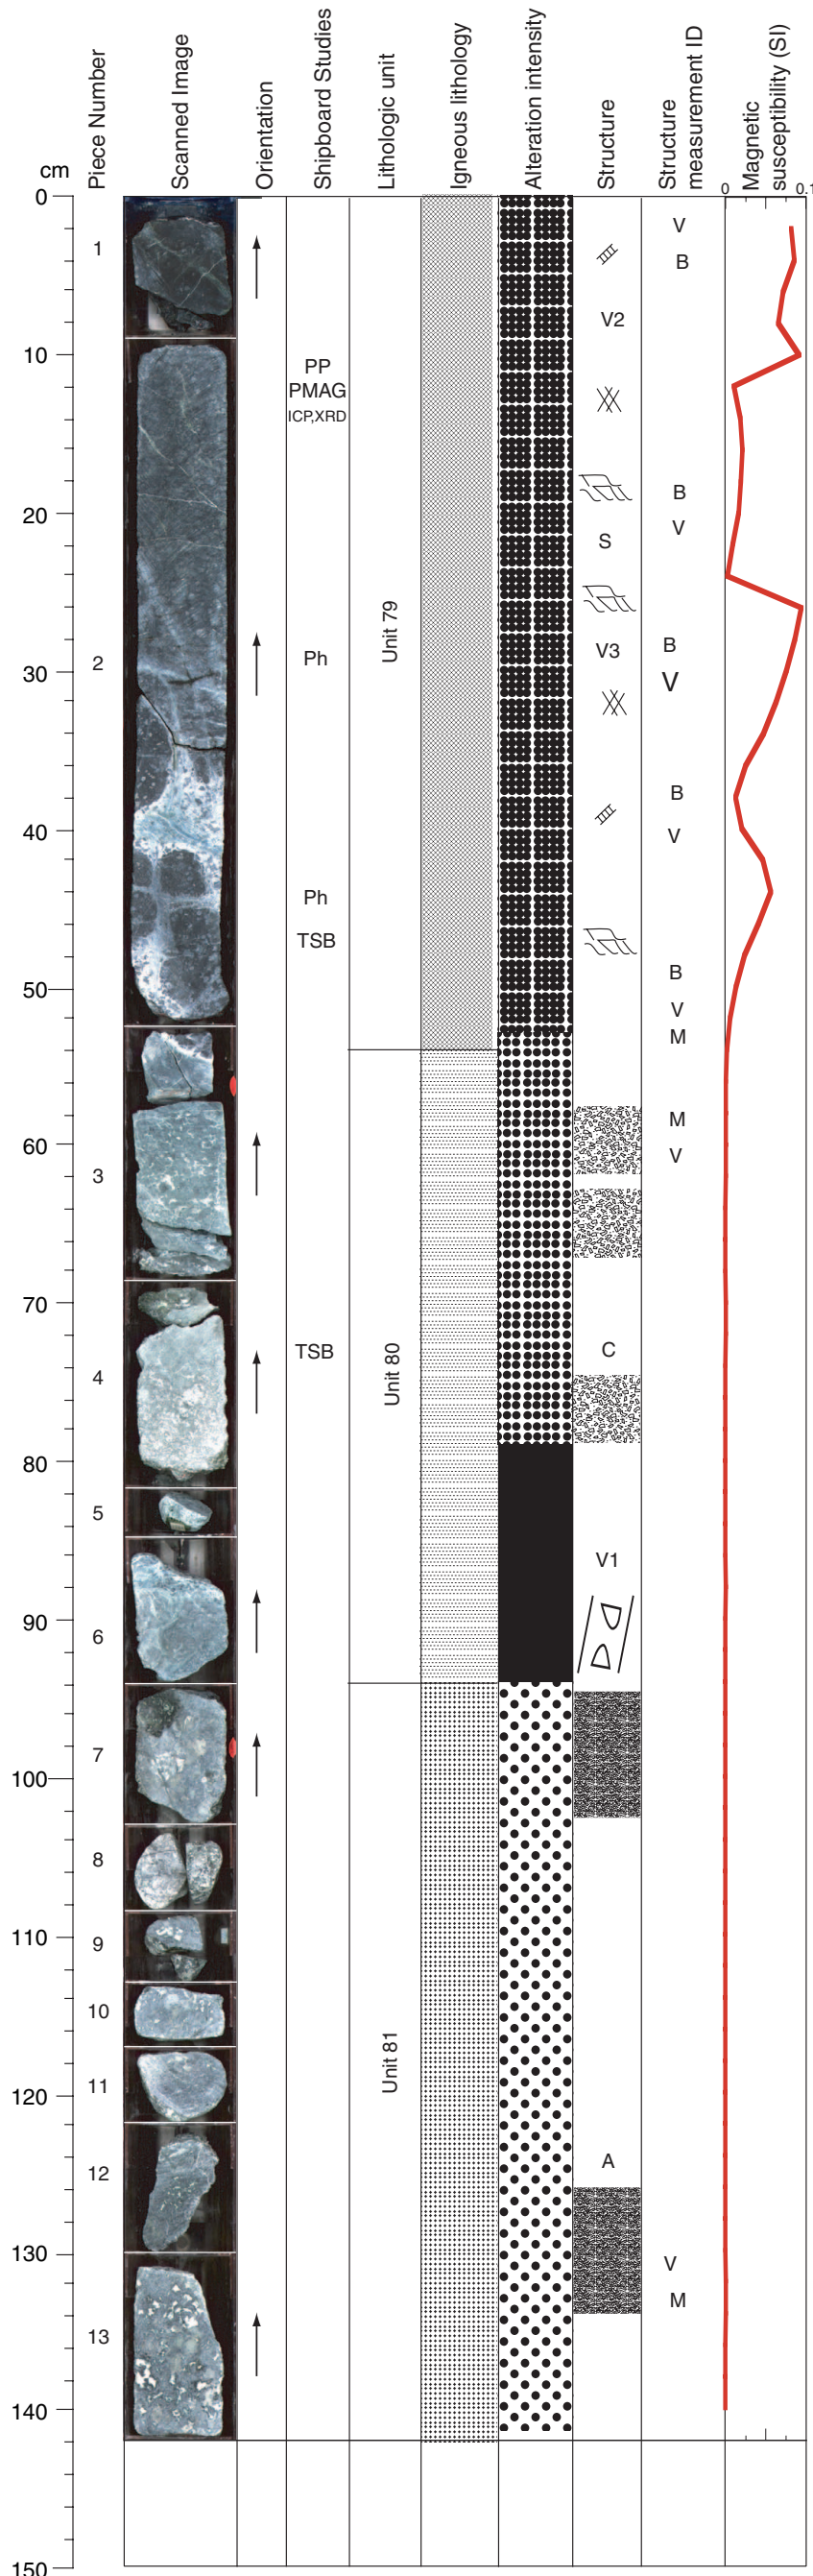 cm
Piece Number
Scanned Image
Orientation
Shipboard Studies
Lithologic unit
Igneous lithology
Alteration intensity
Structure
Structure
measurement ID
Magnetic
susceptibility (SI)
0 0.1
0
10
20
30
40
50
60
70
80
90
100
110
120
130
140
150
1
2
3
4
5
6
7
8
9
10
11
12
13
PP
PMAG
ICP,XRD
Ph
Ph
TSB
TSB
Unit 79
Unit 80
Unit 81
V2
S
V3
C
V1
A
V
B
B
V
B
V
B
V
B
V
M
M
V
V
M